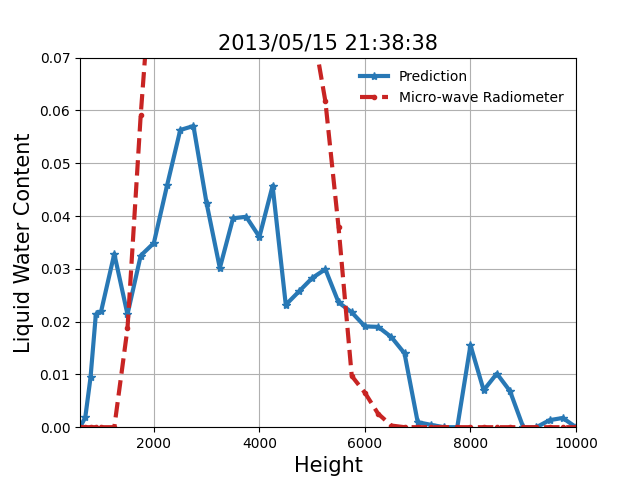 2013/05/15 21:38:38
Prediction
Micro-wave Radiometer
Liquid Water Content
0.07
0.06
0.05
0.04
0.03
0.02
0.01
0.00
2000 4000 6000 8000 10000
Height